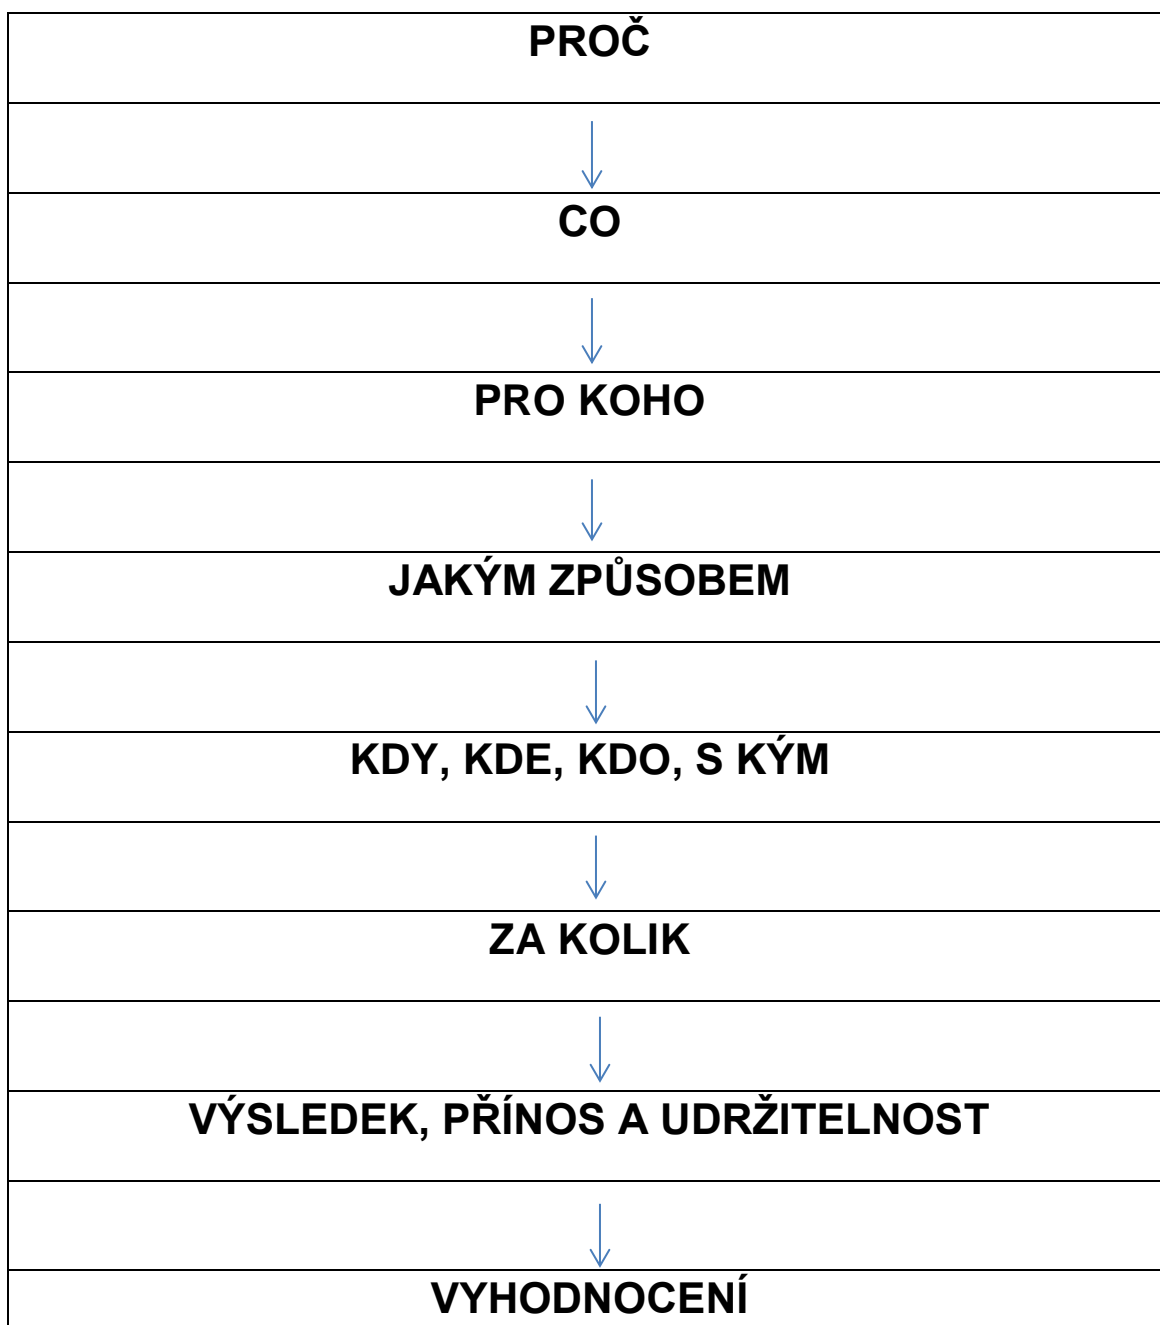 PROČ
CO
PRO KOHO
JAKÝM ZPŮSOBEM
KDY, KDE, KDO, S KÝM
ZA KOLIK
VÝSLEDEK, PŘÍNOS A UDRŽITELNOST
VYHODNOCENÍ